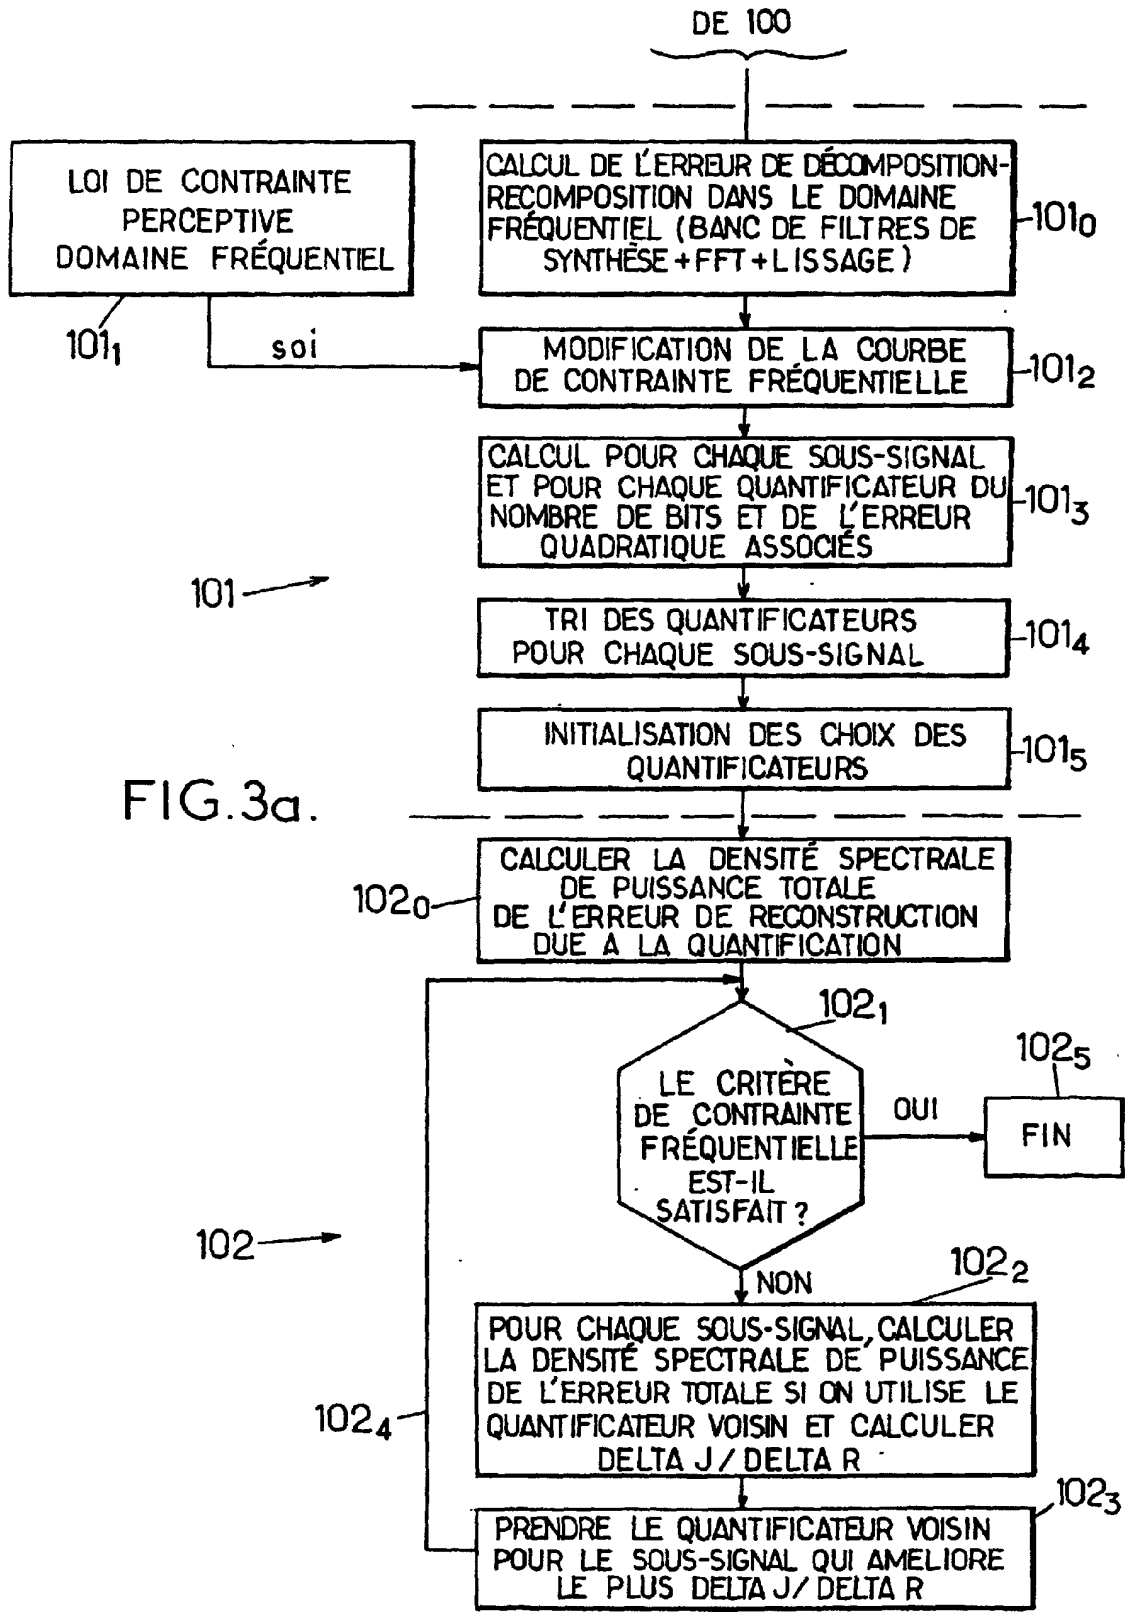 DE 100
LOI DE CONTRAINTE
PERCEPTIVE
DOMAINE FRÉQUENTIEL
101₁
soi
CALCUL DE L'ERREUR DE DÉCOMPOSITION-
RECOMPOSITION DANS LE DOMAINE
FRÉQUENTIEL (BANC DE FILTRES DE
SYNTHÈSE+FFT+LISSAGE)
101₀
MODIFICATION DE LA COURBE
DE CONTRAINTE FRÉQUENTIELLE
101₂
CALCUL POUR CHAQUE SOUS-SIGNAL
ET POUR CHAQUE QUANTIFICATEUR DU
NOMBRE DE BITS ET DE L'ERREUR
QUADRATIQUE ASSOCIÉS
101₃
101
TRI DES QUANTIFICATEURS
POUR CHAQUE SOUS-SIGNAL
101₄
INITIALISATION DES CHOIX DES
QUANTIFICATEURS
101₅
FIG.3a.
CALCULER LA DENSITÉ SPECTRALE
DE PUISSANCE TOTALE
DE L'ERREUR DE RECONSTRUCTION
DUE A LA QUANTIFICATION
102₀
102₁
LE CRITÈRE
DE CONTRAINTE
FRÉQUENTIELLE
EST-IL
SATISFAIT?
OUI
102₅
FIN
102
NON
102₂
POUR CHAQUE SOUS-SIGNAL, CALCULER
LA DENSITÉ SPECTRALE DE PUISSANCE
DE L'ERREUR TOTALE SI ON UTILISE LE
QUANTIFICATEUR VOISIN ET CALCULER
DELTA J/DELTA R
102₄
102₃
PRENDRE LE QUANTIFICATEUR VOISIN
POUR LE SOUS-SIGNAL QUI AMELIORE
LE PLUS DELTA J/DELTA R